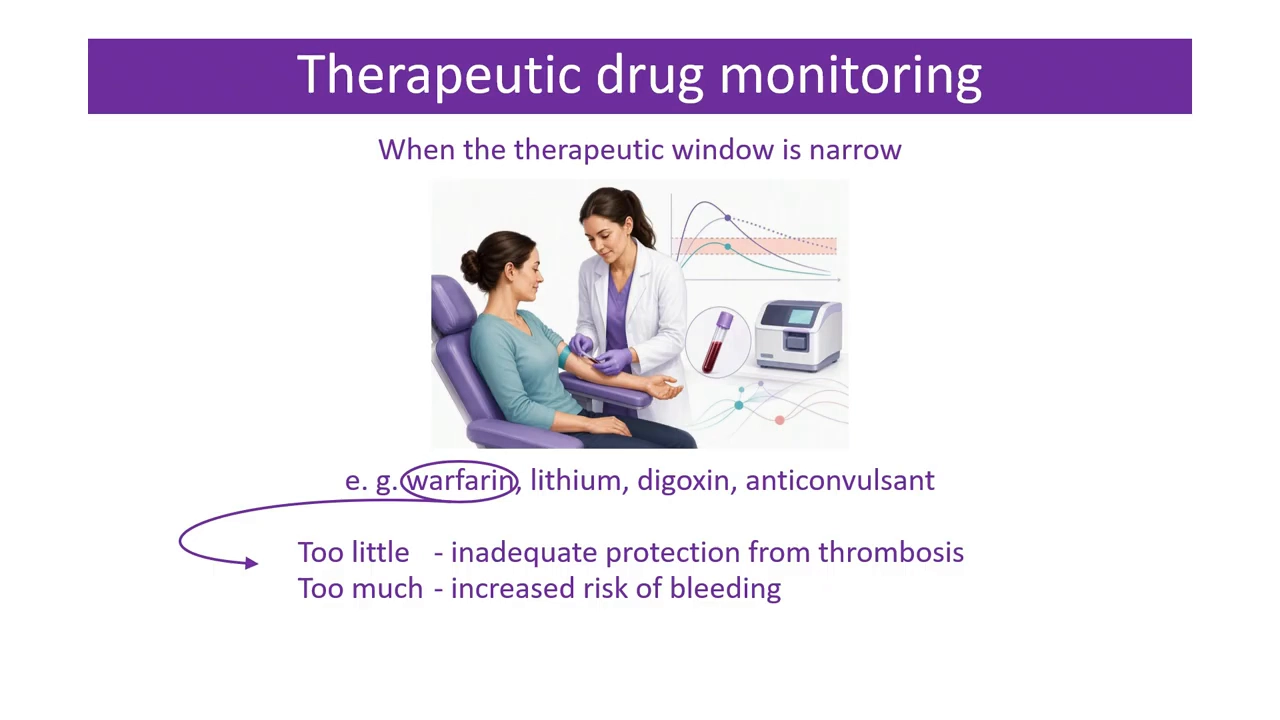 Therapeutic drug monitoring
When the therapeutic window is narrow
e. g. warfarin, lithium, digoxin, anticonvulsant
Too little - inadequate protection from thrombosis
Too much - increased risk of bleeding